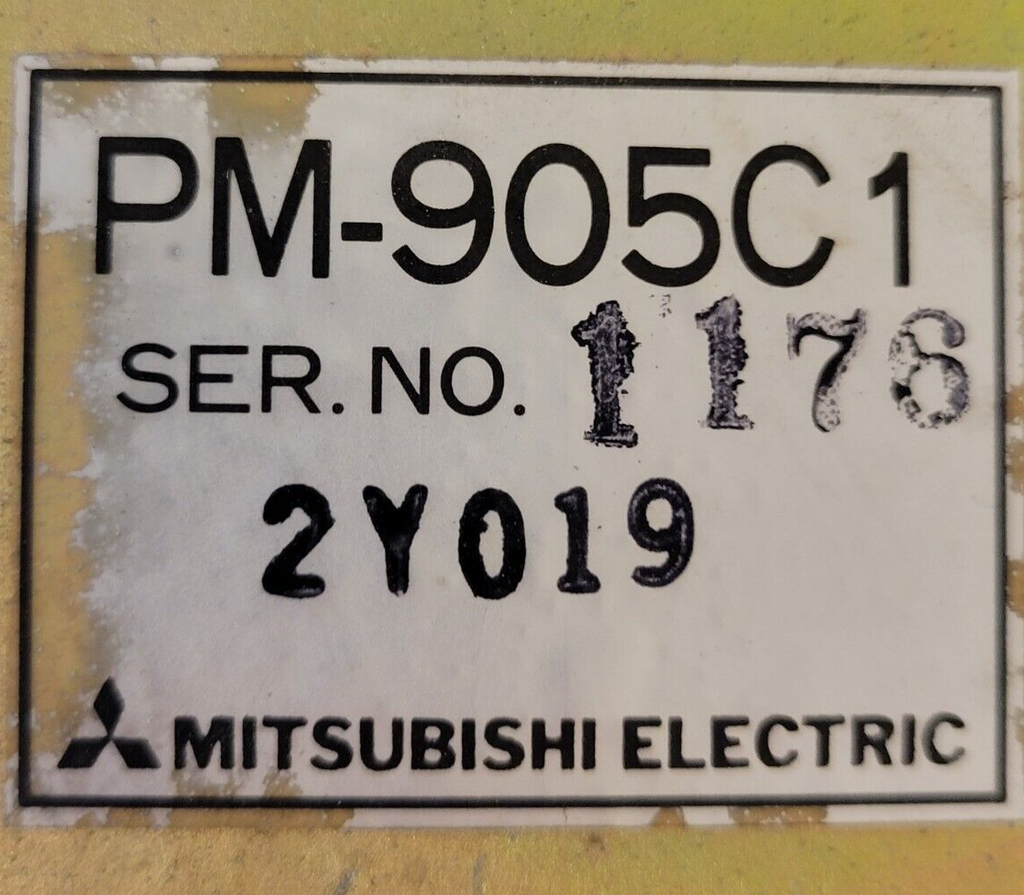 PM-905C1
SER. NO. 1176
2Y019
MITSUBISHI ELECTRIC